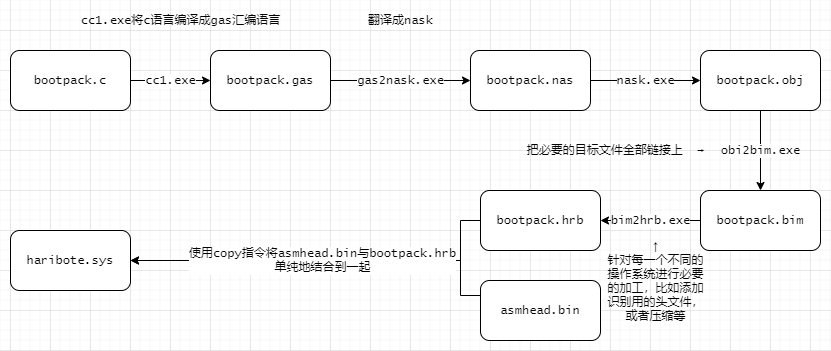 cc1.exe将c语言编译成gas汇编语言
翻译成nask
bootpack.c
cc1.exe
bootpack.gas
gas2nask.exe
bootpack.nas
nask.exe
bootpack.obj
把必要的目标文件全部链接上 → obi2bim.exe
bootpack.hrb
bim2hrb.exe
bootpack.bim
haribote.sys
使用copy指令将asmhead.bin与bootpack.hrb
单纯地结合到一起
↑
针对每一个不同的
操作系统进行必要
的加工，比如添加
识别用的头文件，
或者压缩等
asmhead.bin